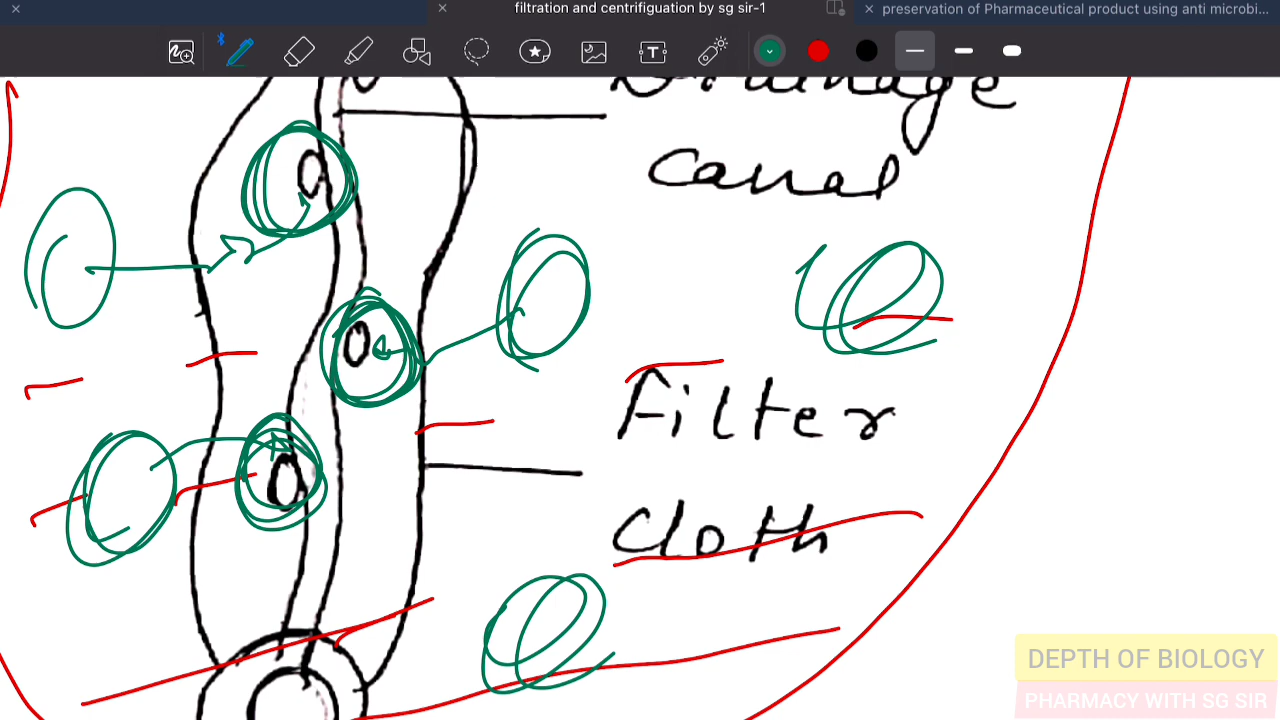 filtration and centrifiguation by sg sir-1
preservation of Pharmaceutical product using anti microbi...
Drainage
canal
Filter
cloth
DEPTH OF BIOLOGY
PHARMACY WITH SG SIR